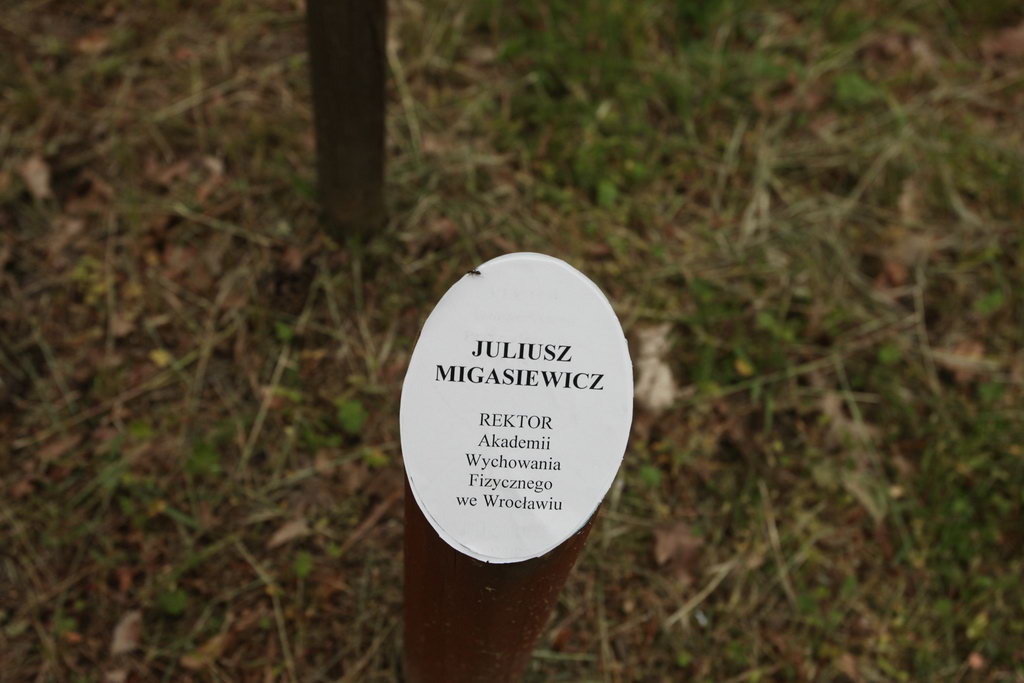 JULIUSZ
MIGASIEWICZ
REKTOR
Akademii
Wychowania
Fizycznego
we Wrocławiu